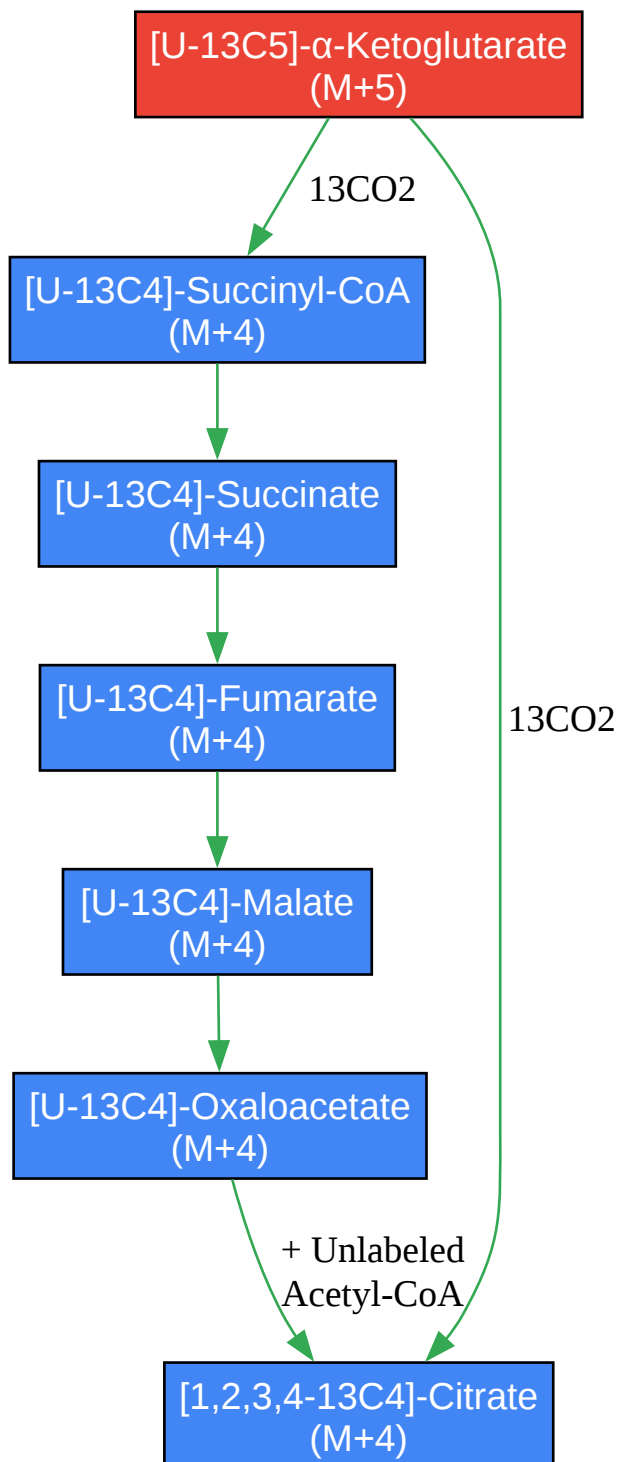 [U-13C5]-α-Ketoglutarate
(M+5)
13CO2
[U-13C4]-Succinyl-CoA
(M+4)
[U-13C4]-Succinate
(M+4)
[U-13C4]-Fumarate
(M+4)
13CO2
[U-13C4]-Malate
(M+4)
[U-13C4]-Oxaloacetate
(M+4)
+ Unlabeled
Acetyl-CoA
[1,2,3,4-13C4]-Citrate
(M+4)